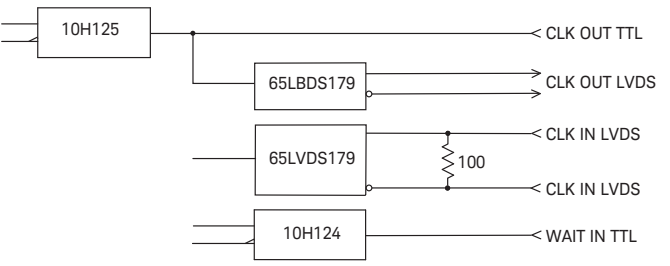 10H125
CLK OUT TTL
65LBDS179
CLK OUT LVDS
65LVDS179
CLK IN LVDS
100
CLK IN LVDS
10H124
WAIT IN TTL